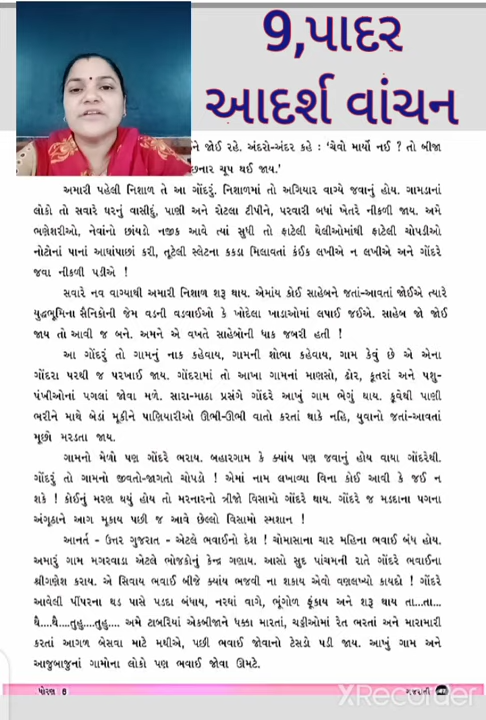 9,પાદર
આદર્શ વાંચન
ને જોઈ રહે. અંદરો-અંદર કહે : ‘ચેવો માર્યો નઈ ? તો બીજા
છનાર ચૂપ થઈ જાય.’
અમારી પહેલી નિશાળ તે આ ગોંદરું. નિશાળમાં તો અગિયાર વાગ્યે જવાનું હોય. ગામડાનાં
લોકો તો સવારે ઘરનું વાસીદું, પાણી અને રોટલા ટીપીને, પરવારી બધાં ખેતરે નીકળી જાય. અમે
ભણેશરીઓ, નેવાંનો છાંયડો નજીક આવે ત્યાં સુધી તો ફાટેલી થેલીઓમાંથી ફાટેલી ચોપડીઓ
નોટોનાં પાનાં આઘાંપાછાં કરી, તૂટેલી સ્લેટના કકડા મિલાવતાં કંઈક લખીએ ન લખીએ અને ગોંદરે
જવા નીકળી પડીએ !
સવારે નવ વાગ્યાથી અમારી નિશાળ શરૂ થાય. એમાંય કોઈ સાહેબને જતાં-આવતાં જોઈએ ત્યારે
યુદ્ધભૂમિના સૈનિકોની જેમ વડની વડવાઈઓ કે ખોદેલા ખાડાઓમાં લપાઈ જઈએ. સાહેબ જો જોઈ
જાય તો આવી જ બને. અમને એ વખતે સાહેબોની ધાક જબરી હતી !
આ ગોંદરું તો ગામનું નાક કહેવાય, ગામની શોભા કહેવાય, ગામ કેવું છે એ એના
ગોંદરા પરથી જ પરખાઈ જાય. ગોંદરામાં તો આખા ગામનાં માણસો, ઢોર, કૂતરાં અને પશુ-
પંખીઓનાં પગલાં જોવા મળે. સારા-માઠા પ્રસંગે ગોંદરે આખું ગામ ભેગું થાય. કૂવેથી પાણી
ભરીને માથે બેડાં મૂકીને પાણિયારીઓ ઊભી-ઊભી વાતો કરતાં થાકે નહિ, યુવાનો જતાં-આવતાં
મૂછો મરડતા જાય.
ગામનો મેળો પણ ગોંદરે ભરાય. બહારગામ કે ક્યાંય પણ જવાનું હોય વાયા ગોંદરેથી.
ગોંદરું તો ગામનો જીવતો-જાગતો ચોપડો ! એમાં નામ લખાવ્યા વિના કોઈ આવી કે જઈ ન
શકે ! કોઈનું મરણ થયું હોય તો મરનારનો ત્રીજો વિસામો ગોંદરે થાય. ગોંદરે જ મડદાના પગના
અંગૂઠાને આગ મૂકાય પછી જ આવે છેલ્લો વિસામો સ્મશાન !
આનર્ત - ઉત્તર ગુજરાત - એટલે ભવાઈનો દેશ ! ચોમાસાના ચાર મહિના ભવાઈ બંધ હોય.
અમારું ગામ મગરવાડા એટલે ભોજકોનું કેન્દ્ર ગણાય. આસો સુદ પાંચમની રાતે ગોંદરે ભવાઈના
શ્રીગણેશ કરાય. એ સિવાય ભવાઈ બીજે ક્યાંય ભજવી ના શકાય એવો વણલખ્યો કાયદો ! ગોંદરે
આવેલી પીંપરના થડ પાસે પડદા બંધાય, નરઘાં વાગે, ભૂંગોળ ફૂંકાય અને શરૂ થાય તા...તા...
થૈ....થૈ....તુહુ....તુહુ.... અમે ટાબરિયાં એકબીજાને ધક્કા મારતાં, ચડ્ડીઓમાં રેત ભરતાં અને મારામારી
કરતાં આગળ બેસવા માટે મથીએ, પછી ભવાઈ જોવાનો ટેસડો પડી જાય. આખું ગામ અને
આજુબાજુનાં ગામોના લોકો પણ ભવાઈ જોવા ઊમટે.
ધોરણ 6
ગુજરાતી
XRecorder